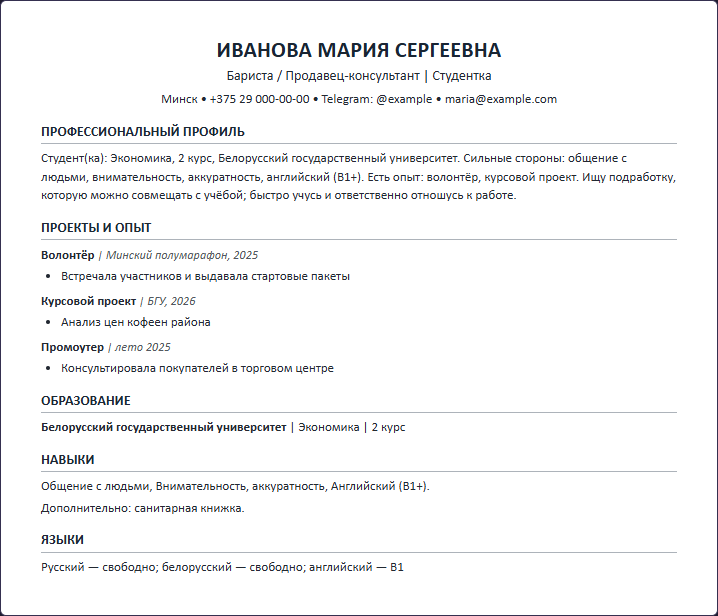 ИВАНОВА МАРИЯ СЕРГЕЕВНА
Бариста / Продавец-консультант | Студентка
Минск • +375 29 000-00-00 • Telegram: @example • maria@example.com
ПРОФЕССИОНАЛЬНЫЙ ПРОФИЛЬ
Студент(ка): Экономика, 2 курс, Белорусский государственный университет. Сильные стороны: общение с
людьми, внимательность, аккуратность, английский (B1+). Есть опыт: волонтёр, курсовой проект. Ищу подработку,
которую можно совмещать с учёбой; быстро учусь и ответственно отношусь к работе.
ПРОЕКТЫ И ОПЫТ
Волонтёр | Минский полумарафон, 2025
• Встречала участников и выдавала стартовые пакеты
Курсовой проект | БГУ, 2026
• Анализ цен кофеен района
Промоутер | лето 2025
• Консультировала покупателей в торговом центре
ОБРАЗОВАНИЕ
Белорусский государственный университет | Экономика | 2 курс
НАВЫКИ
Общение с людьми, Внимательность, аккуратность, Английский (B1+).
Дополнительно: санитарная книжка.
ЯЗЫКИ
Русский — свободно; белорусский — свободно; английский — B1